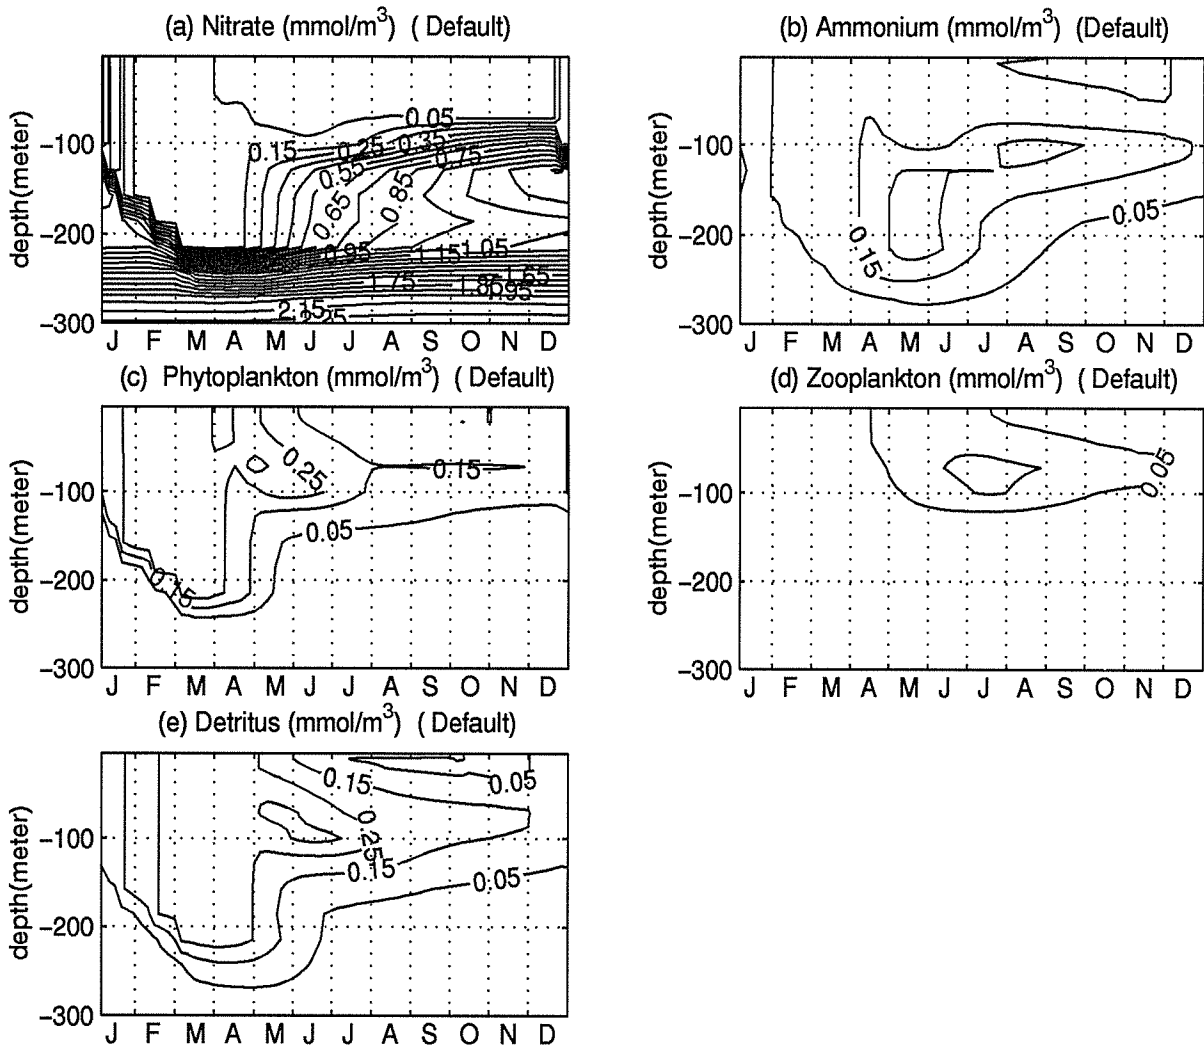 (a) Nitrate (mmol/m3) ( Default)
0.05
0.15
0.25
0.35
0.55
0.75
0.65
0.85
0.95
1.15
1.05
1.75
1.65
1.95
2.15
depth(meter)
−100
−200
−300
J F M A M J J A S O N D
(b) Ammonium (mmol/m3) (Default)
0.05
0.15
depth(meter)
−100
−200
−300
J F M A M J J A S O N D
(c) Phytoplankton (mmol/m3) ( Default)
0.25
0.15
0.05
0.15
depth(meter)
−100
−200
−300
J F M A M J J A S O N D
(d) Zooplankton (mmol/m3) ( Default)
0.05
depth(meter)
−100
−200
−300
J F M A M J J A S O N D
(e) Detritus (mmol/m3) ( Default)
0.15
0.05
0.25
0.15
0.05
depth(meter)
−100
−200
−300
J F M A M J J A S O N D